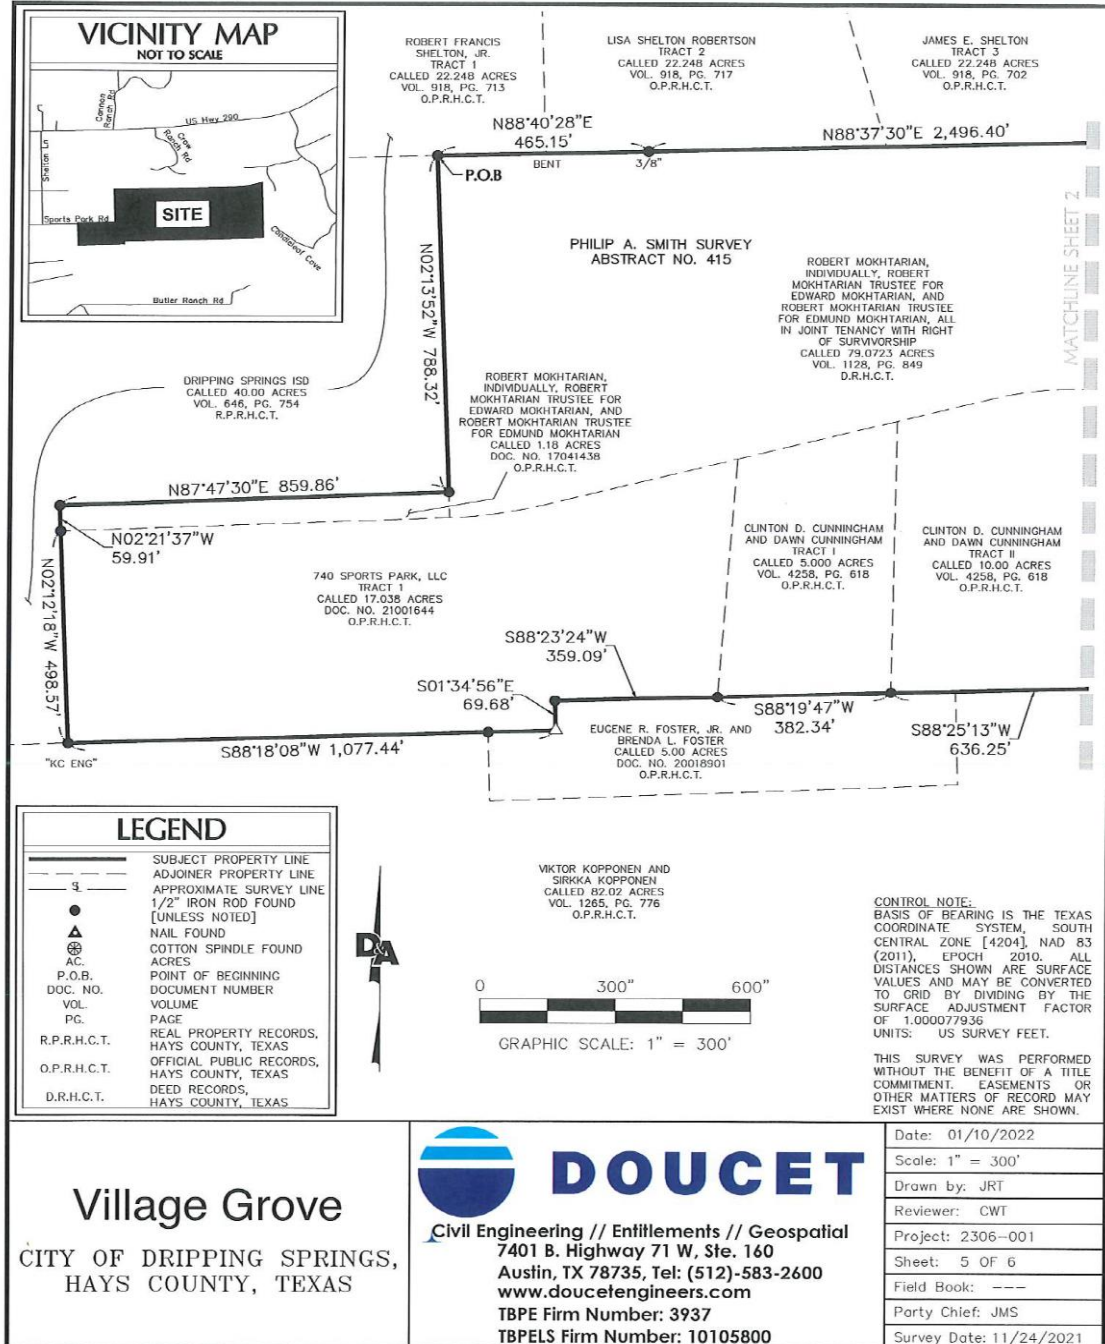 VICINITY MAP
NOT TO SCALE
Cannon
Ranch Rd
US Hwy 290
Crow
Ranch Rd
S Shelton
Sports Park Rd
SITE
Candleleaf Cove
Butler Ranch Rd
ROBERT FRANCIS
SHELTON, JR.
TRACT 1
CALLED 22.248 ACRES
VOL. 918, PG. 713
O.P.R.H.C.T.
LISA SHELTON ROBERTSON
TRACT 2
CALLED 22.248 ACRES
VOL. 918, PG. 717
O.P.R.H.C.T.
JAMES E. SHELTON
TRACT 3
CALLED 22.248 ACRES
VOL. 918, PG. 702
O.P.R.H.C.T.
N88°40'28"E
465.15'
BENT
3/8"
N88°37'30"E 2,496.40'
P.O.B
MATCHLINE SHEET 2
N02°13'52"W 788.32'
PHILIP A. SMITH SURVEY
ABSTRACT NO. 415
ROBERT MOKHTARIAN,
INDIVIDUALLY, ROBERT
MOKHTARIAN TRUSTEE FOR
EDWARD MOKHTARIAN, AND
ROBERT MOKHTARIAN TRUSTEE
FOR EDMUND MOKHTARIAN, ALL
IN JOINT TENANCY WITH RIGHT
OF SURVIVORSHIP
CALLED 79.0723 ACRES
VOL. 1128, PG. 849
D.R.H.C.T.
DRIPPING SPRINGS ISD
CALLED 40.00 ACRES
VOL. 646, PG. 754
R.P.R.H.C.T.
ROBERT MOKHTARIAN,
INDIVIDUALLY, ROBERT
MOKHTARIAN TRUSTEE FOR
EDWARD MOKHTARIAN, AND
ROBERT MOKHTARIAN TRUSTEE
FOR EDMUND MOKHTARIAN
CALLED 1.18 ACRES
DOC. NO. 17041438
O.P.R.H.C.T.
N87°47'30"E 859.86'
N02°21'37"W
59.91'
N02°12'18"W 498.57'
740 SPORTS PARK, LLC
TRACT 1
CALLED 17.038 ACRES
DOC. NO. 21001644
O.P.R.H.C.T.
CLINTON D. CUNNINGHAM
AND DAWN CUNNINGHAM
TRACT I
CALLED 5.000 ACRES
VOL. 4258, PG. 618
O.P.R.H.C.T.
CLINTON D. CUNNINGHAM
AND DAWN CUNNINGHAM
TRACT II
CALLED 10.00 ACRES
VOL. 4258, PG. 618
O.P.R.H.C.T.
S88°23'24"W
359.09'
S01°34'56"E
69.68'
S88°18'08"W 1,077.44'
"KC ENG"
EUGENE R. FOSTER, JR. AND
BRENDA L. FOSTER
CALLED 5.00 ACRES
DOC. NO. 20018901
O.P.R.H.C.T.
S88°19'47"W
382.34'
S88°25'13"W
636.25'
LEGEND
SUBJECT PROPERTY LINE
ADJOINER PROPERTY LINE
APPROXIMATE SURVEY LINE
1/2" IRON ROD FOUND
[UNLESS NOTED]
NAIL FOUND
COTTON SPINDLE FOUND
AC. ACRES
P.O.B. POINT OF BEGINNING
DOC. NO. DOCUMENT NUMBER
VOL. VOLUME
PG. PAGE
R.P.R.H.C.T. REAL PROPERTY RECORDS,
HAYS COUNTY, TEXAS
O.P.R.H.C.T. OFFICIAL PUBLIC RECORDS,
HAYS COUNTY, TEXAS
D.R.H.C.T. DEED RECORDS,
HAYS COUNTY, TEXAS
D&A
VIKTOR KOPPONEN AND
SIRKKA KOPPONEN
CALLED 82.02 ACRES
VOL. 1265, PG. 776
O.P.R.H.C.T.
0 300" 600"
GRAPHIC SCALE: 1" = 300'
CONTROL NOTE:
BASIS OF BEARING IS THE TEXAS
COORDINATE SYSTEM, SOUTH
CENTRAL ZONE [4204], NAD 83
(2011), EPOCH 2010. ALL
DISTANCES SHOWN ARE SURFACE
VALUES AND MAY BE CONVERTED
TO GRID BY DIVIDING BY THE
SURFACE ADJUSTMENT FACTOR
OF 1.000077936
UNITS: US SURVEY FEET.
THIS SURVEY WAS PERFORMED
WITHOUT THE BENEFIT OF A TITLE
COMMITMENT. EASEMENTS OR
OTHER MATTERS OF RECORD MAY
EXIST WHERE NONE ARE SHOWN.
Village Grove
CITY OF DRIPPING SPRINGS,
HAYS COUNTY, TEXAS
DOUCET
Civil Engineering // Entitlements // Geospatial
7401 B. Highway 71 W, Ste. 160
Austin, TX 78735, Tel: (512)-583-2600
www.doucetengineers.com
TBPE Firm Number: 3937
TBPELS Firm Number: 10105800
Date: 01/10/2022
Scale: 1" = 300'
Drawn by: JRT
Reviewer: CWT
Project: 2306-001
Sheet: 5 OF 6
Field Book: ---
Party Chief: JMS
Survey Date: 11/24/2021